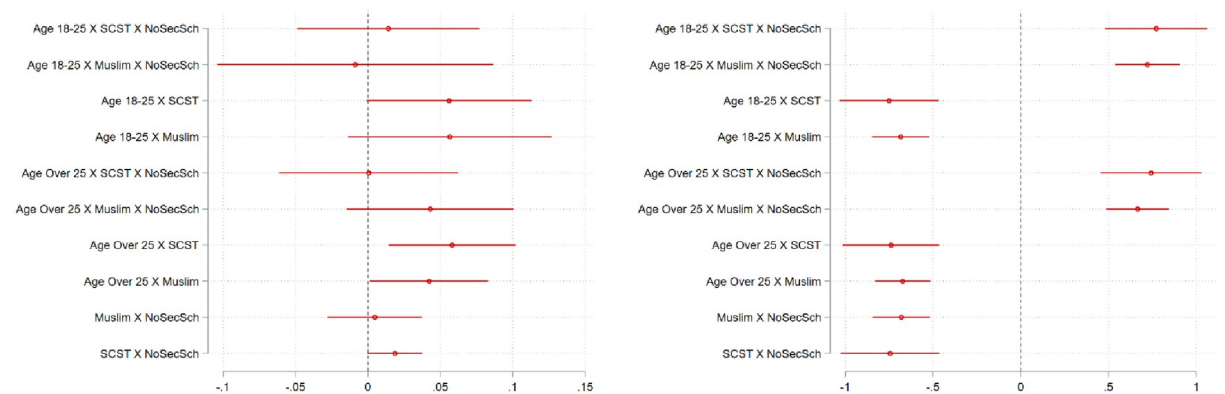 Age 18-25 X SCST X NoSecSch
Age 18-25 X Muslim X NoSecSch
Age 18-25 X SCST
Age 18-25 X Muslim
Age Over 25 X SCST X NoSecSch
Age Over 25 X Muslim X NoSecSch
Age Over 25 X SCST
Age Over 25 X Muslim
Muslim X NoSecSch
SCST X NoSecSch
-.1 -.05 0 .05 .1 .15
Age 18-25 X SCST X NoSecSch
Age 18-25 X Muslim X NoSecSch
Age 18-25 X SCST
Age 18-25 X Muslim
Age Over 25 X SCST X NoSecSch
Age Over 25 X Muslim X NoSecSch
Age Over 25 X SCST
Age Over 25 X Muslim
Muslim X NoSecSch
SCST X NoSecSch
-1 -.5 0 .5 1